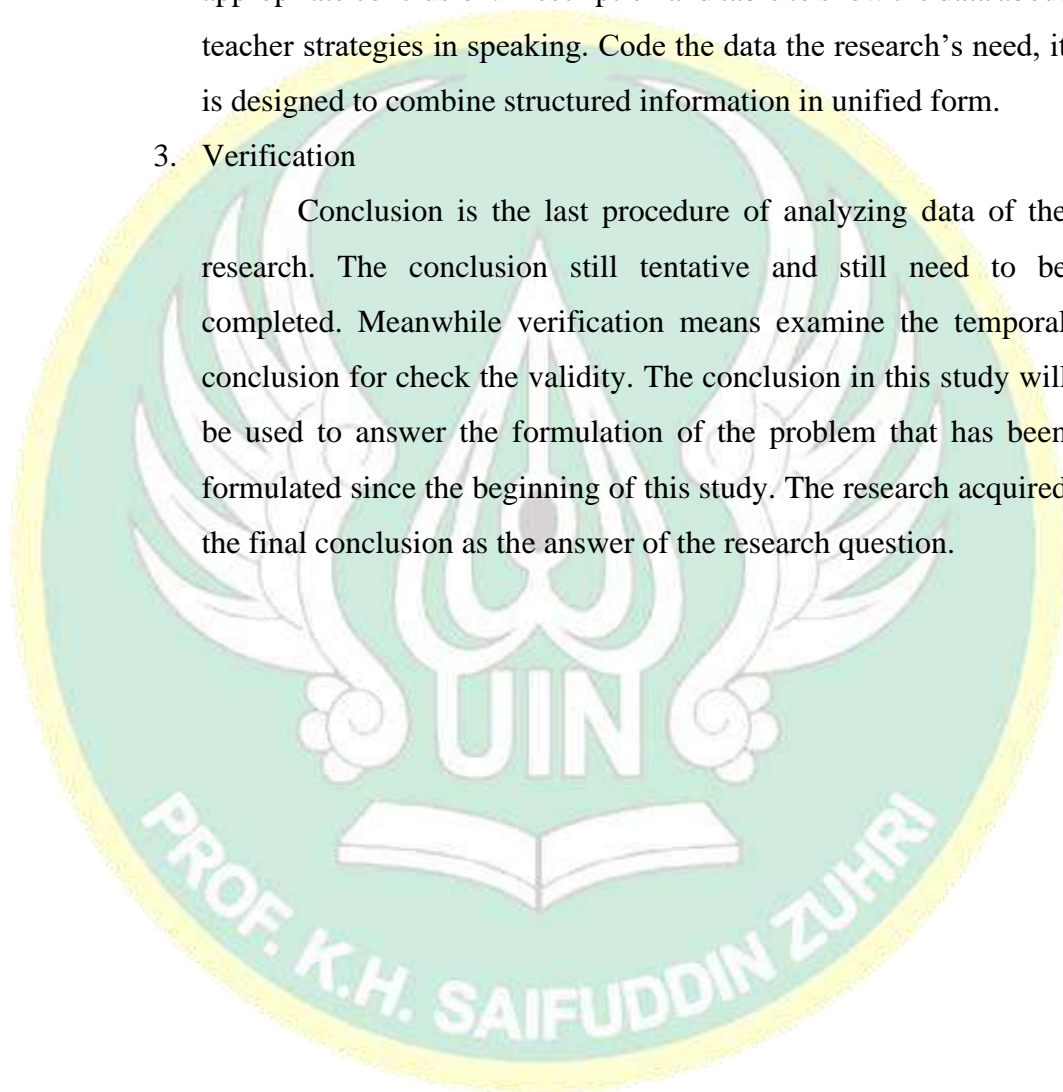 teacher strategies in speaking. Code the data the research’s need, it
is designed to combine structured information in unified form.
3. Verification
Conclusion is the last procedure of analyzing data of the
research. The conclusion still tentative and still need to be
completed. Meanwhile verification means examine the temporal
conclusion for check the validity. The conclusion in this study will
be used to answer the formulation of the problem that has been
formulated since the beginning of this study. The research acquired
the final conclusion as the answer of the research question.
UIN
PROF. K.H. SAIFUDDIN ZUHRI